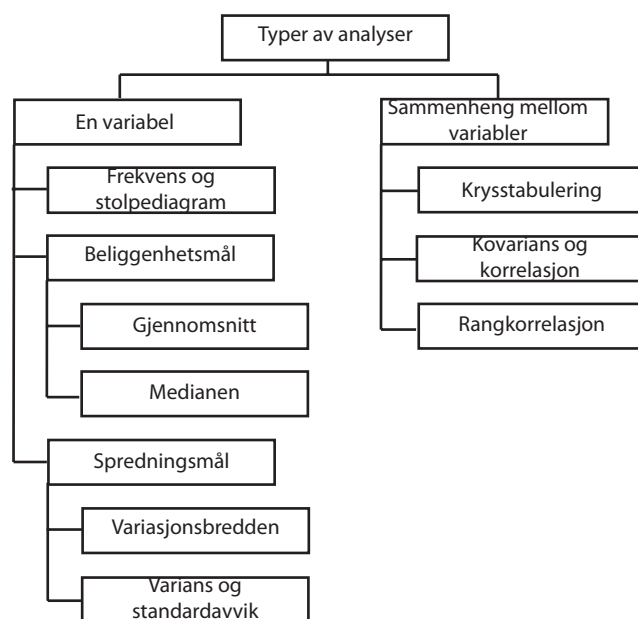 Typer av analyser
En variabel
Frekvens og
stolpediagram
Beliggenhetsmål
Gjennomsnitt
Medianen
Spredningsmål
Variasjonsbredden
Varians og
standardavvik
Sammenheng mellom
variabler
Krysstabulering
Kovarians og
korrelasjon
Rangkorrelasjon